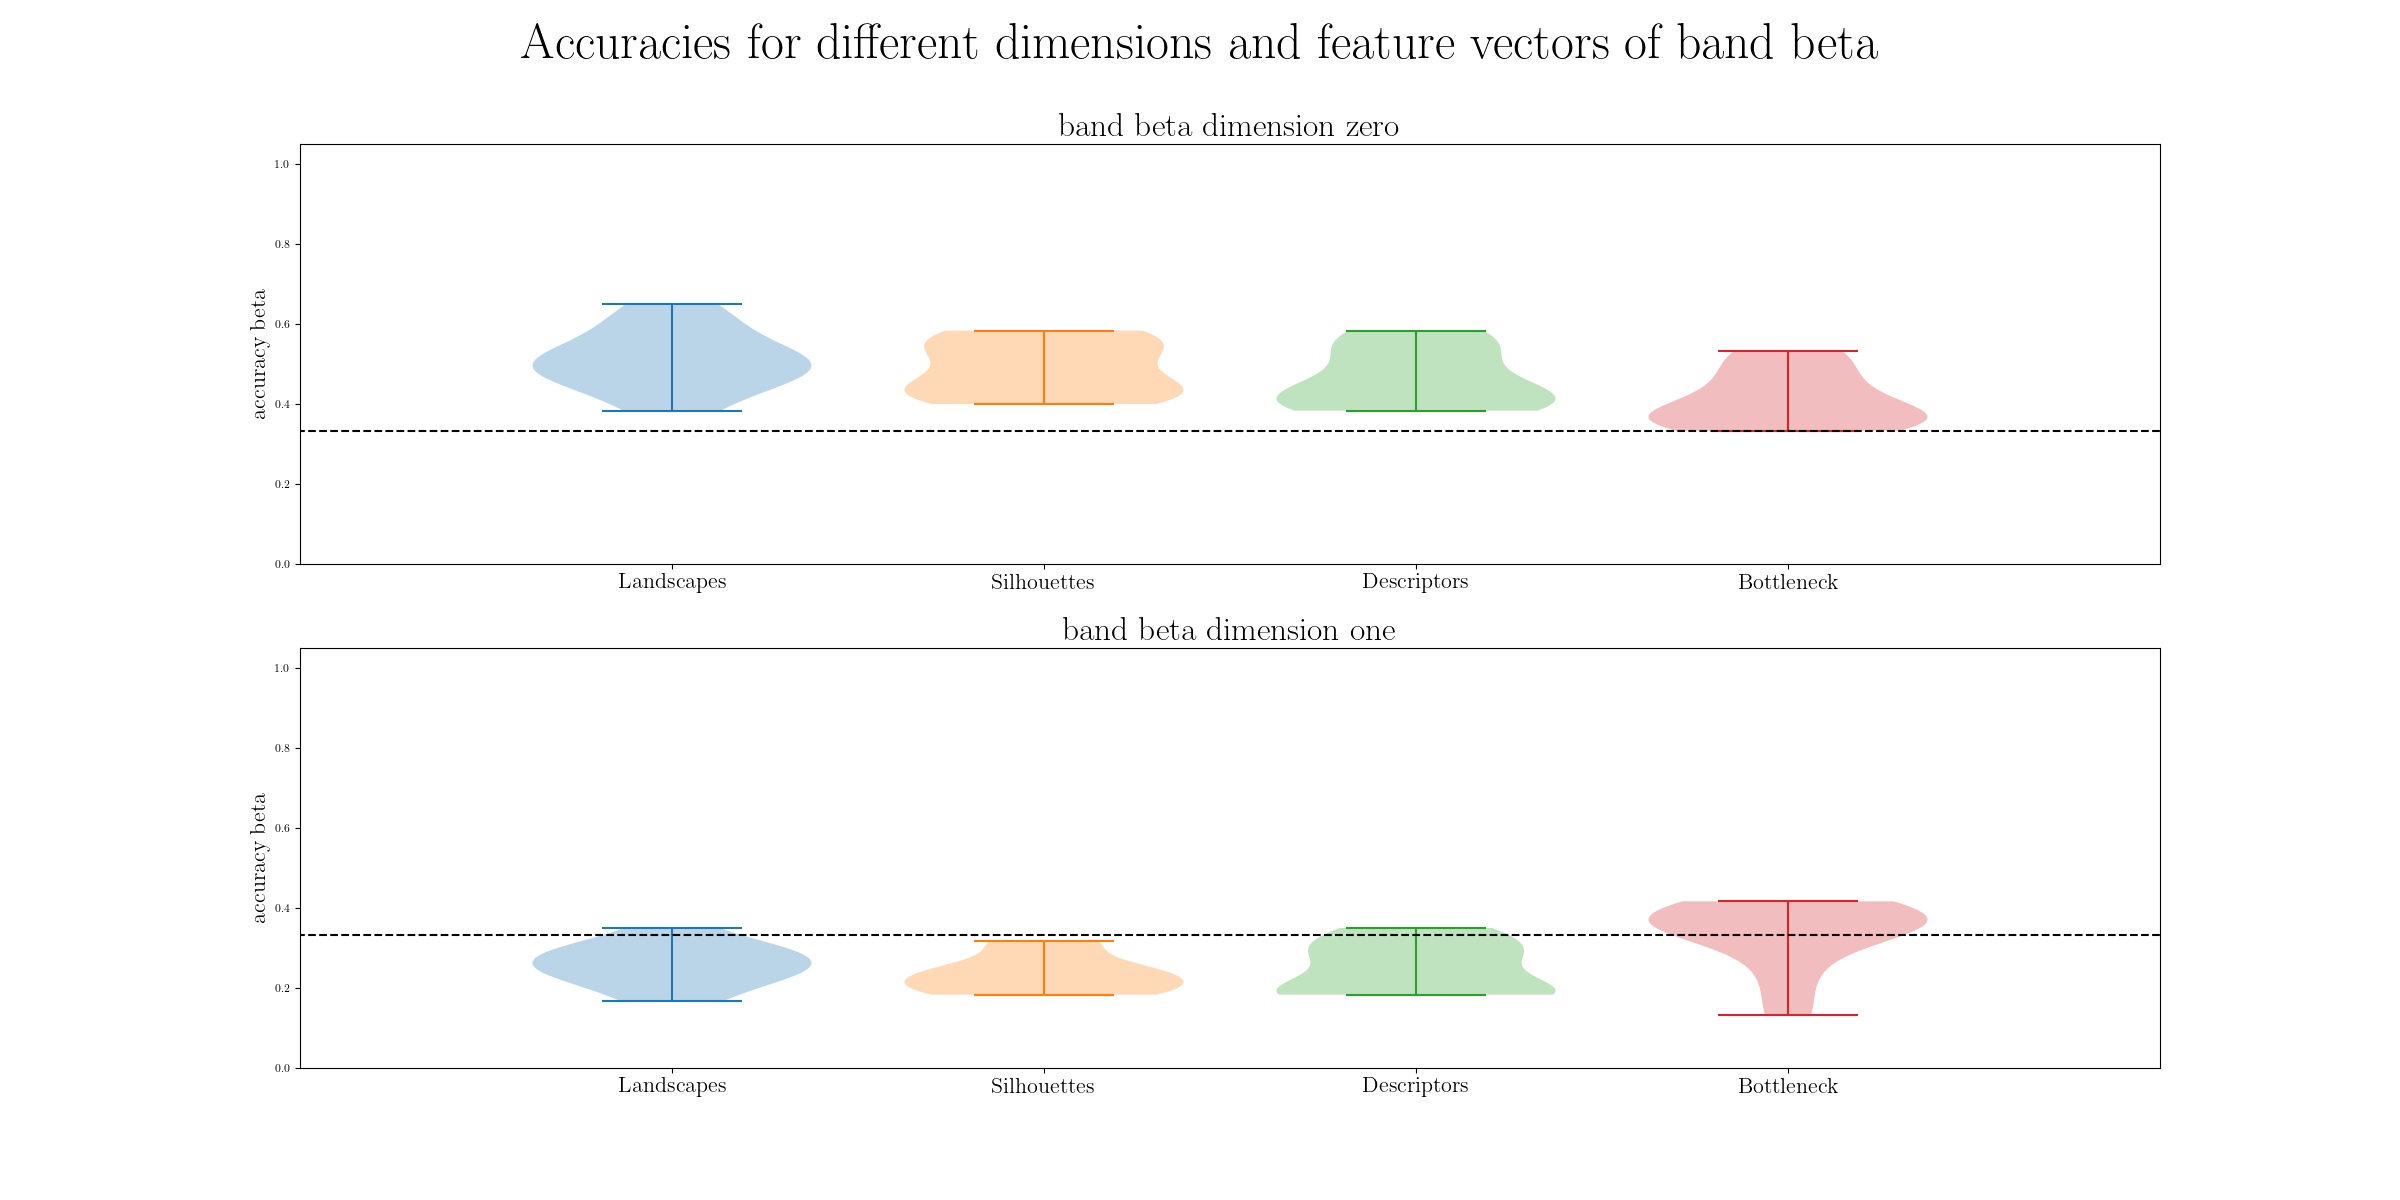 Accuracies for different dimensions and feature vectors of band beta
band beta dimension zero
1.0
0.8
0.6
0.4
0.2
0.0
accuracy beta
Landscapes Silhouettes Descriptors Bottleneck
band beta dimension one
1.0
0.8
0.6
0.4
0.2
0.0
accuracy beta
Landscapes Silhouettes Descriptors Bottleneck